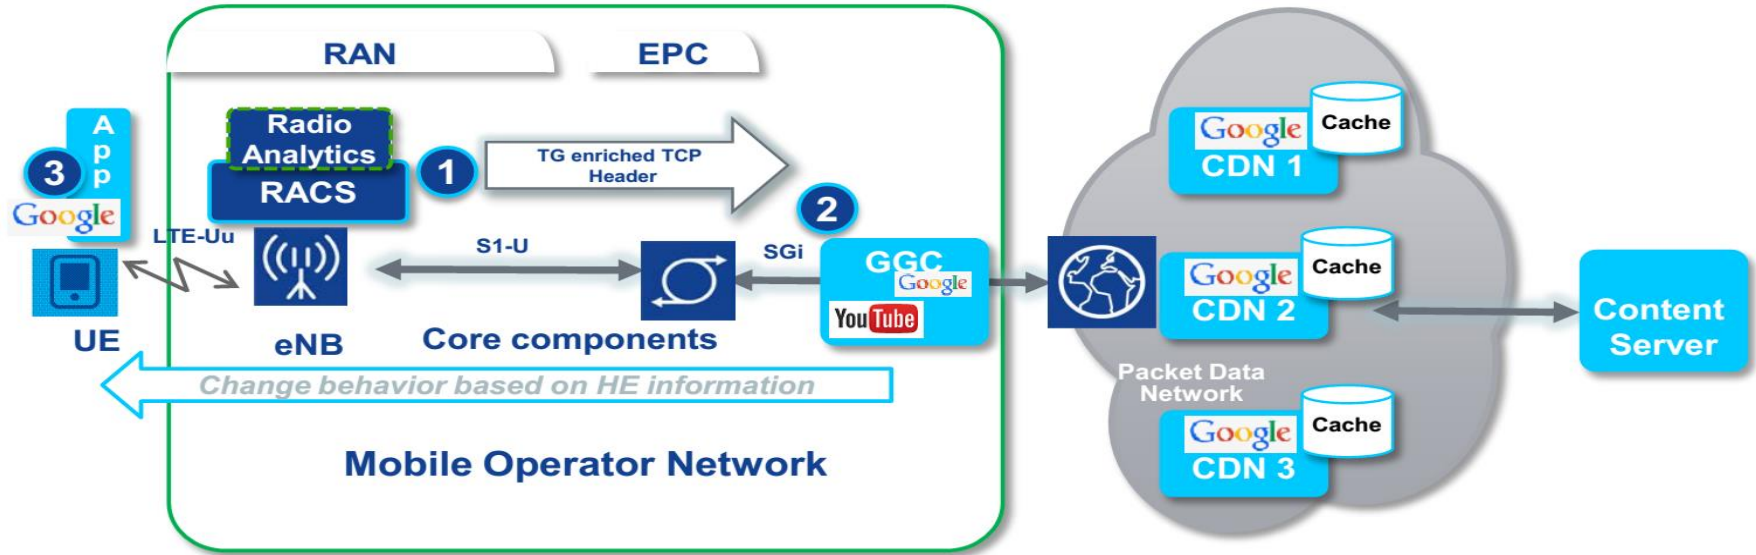 RAN
EPC
A
p
p
3
Google
Radio
Analytics
RACS
1
TG enriched TCP
Header
2
LTE-Uu
S1-U
SGi
GGC
Google
YouTube
UE
eNB
Core components
Change behavior based on HE information
Mobile Operator Network
Google
CDN 1
Cache
Google
CDN 2
Cache
Packet Data
Network
Google
CDN 3
Cache
Content
Server